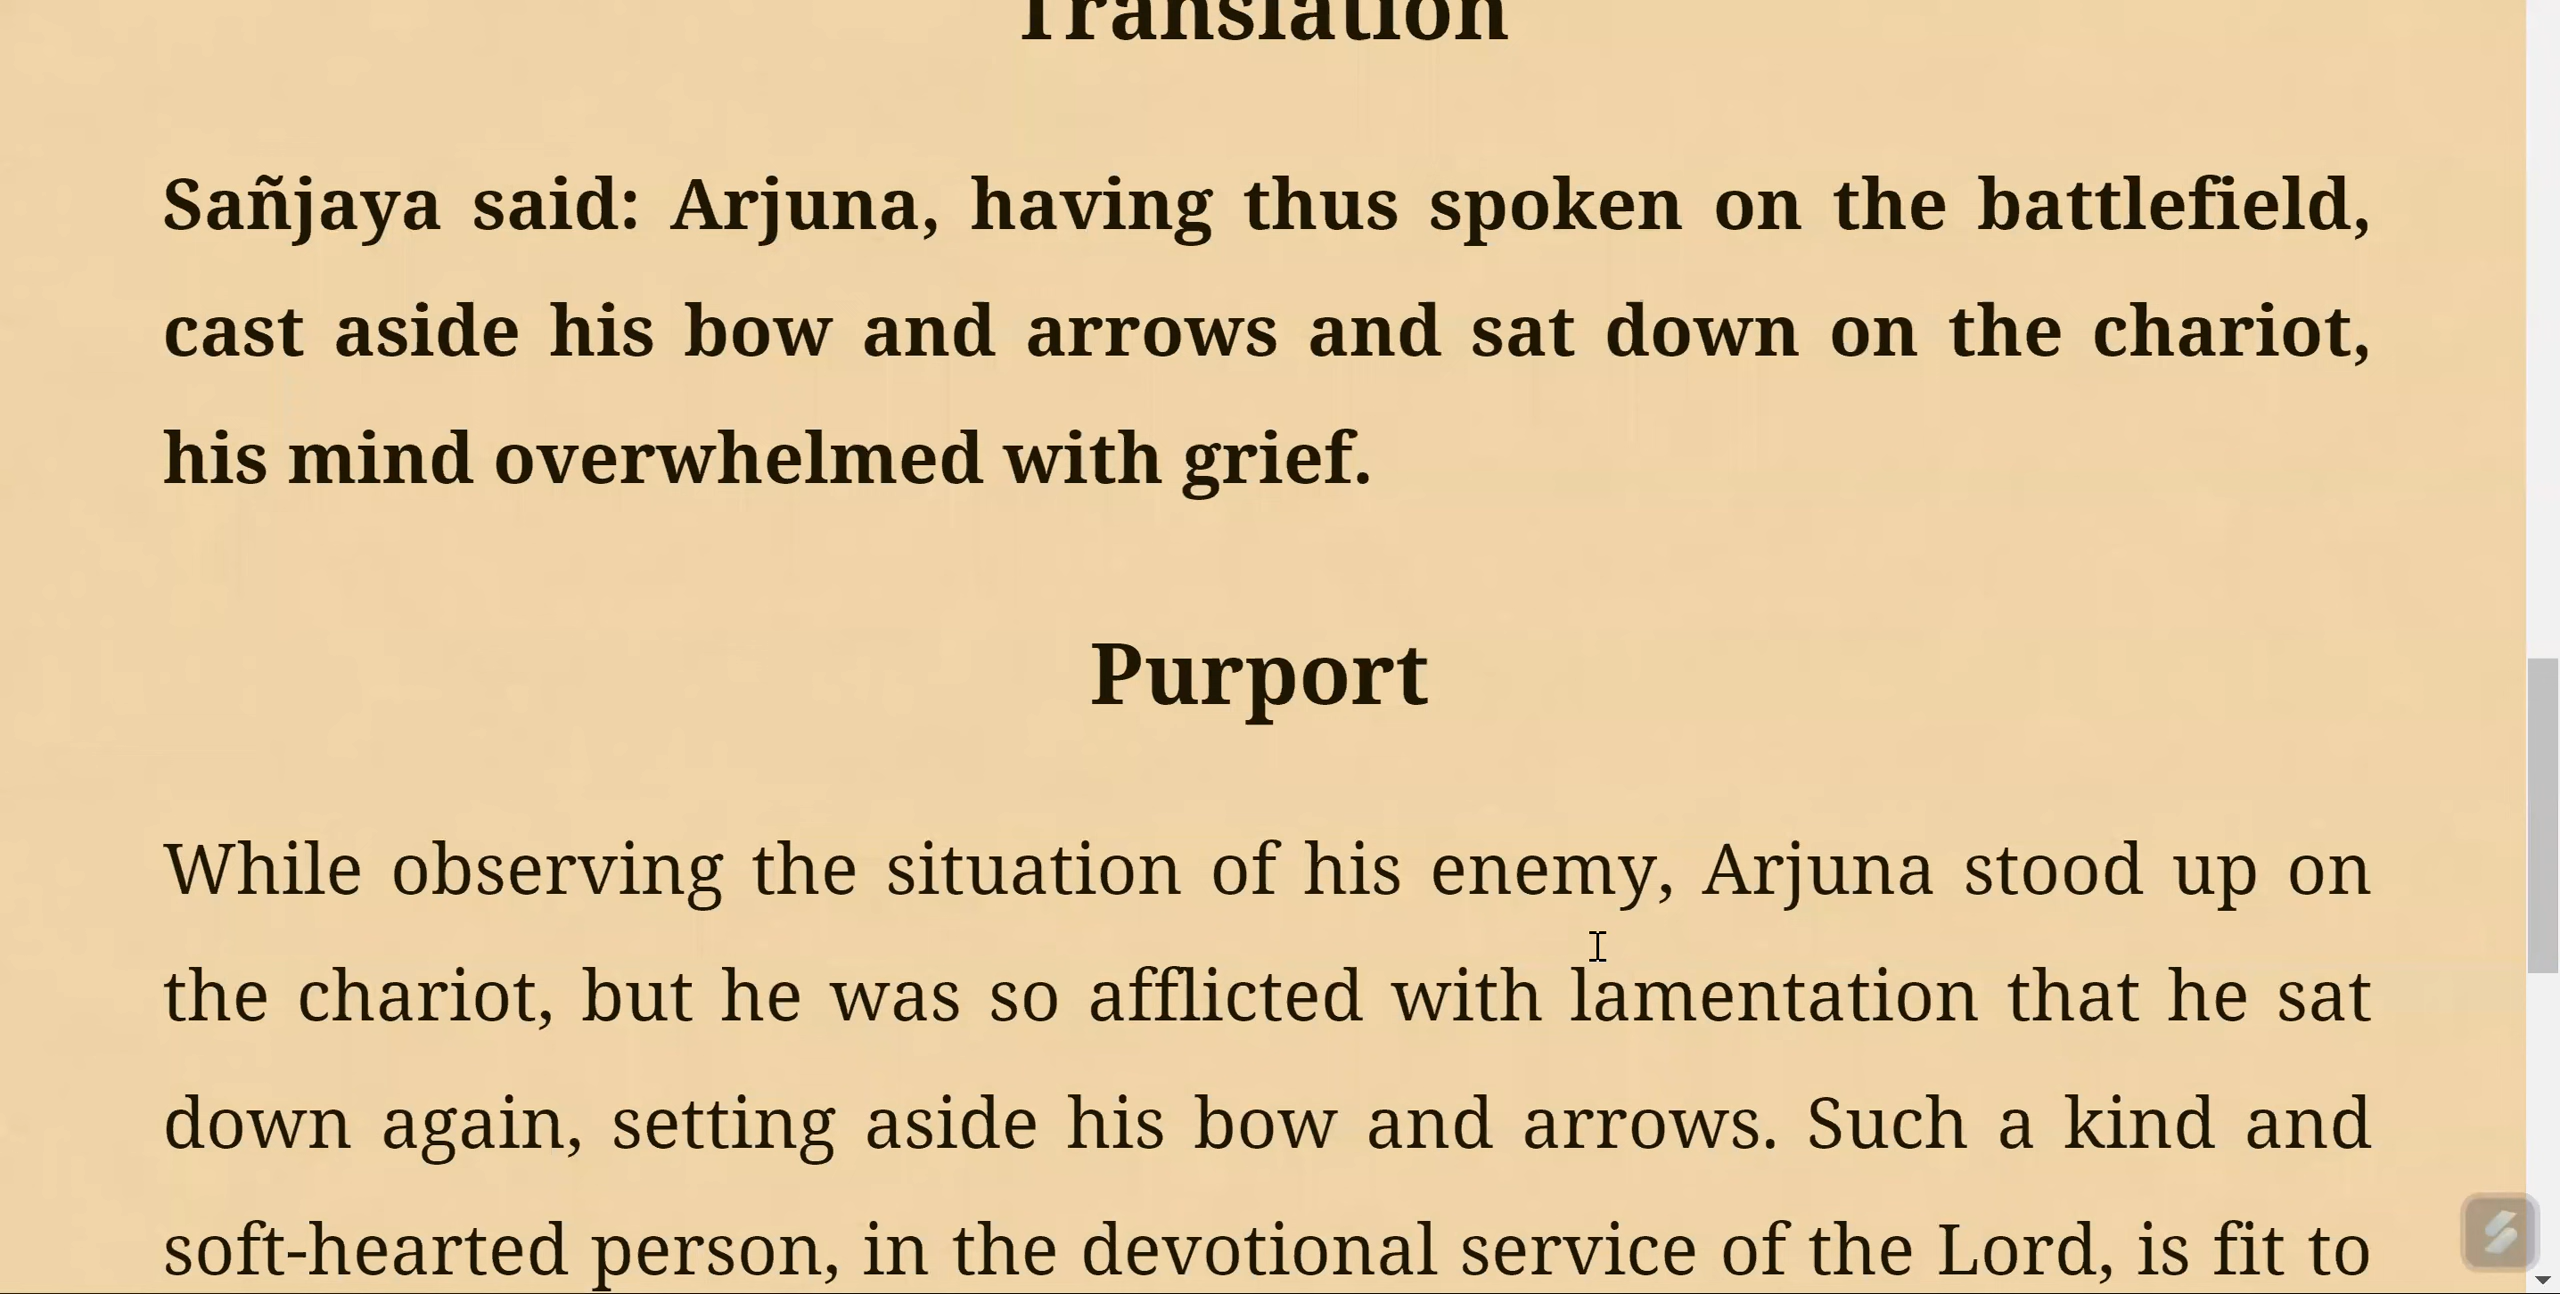 Translation
Sañjaya said: Arjuna, having thus spoken on the battlefield,
cast aside his bow and arrows and sat down on the chariot,
his mind overwhelmed with grief.
Purport
While observing the situation of his enemy, Arjuna stood up on
the chariot, but he was so afflicted with lamentation that he sat
down again, setting aside his bow and arrows. Such a kind and
soft-hearted person, in the devotional service of the Lord, is fit to